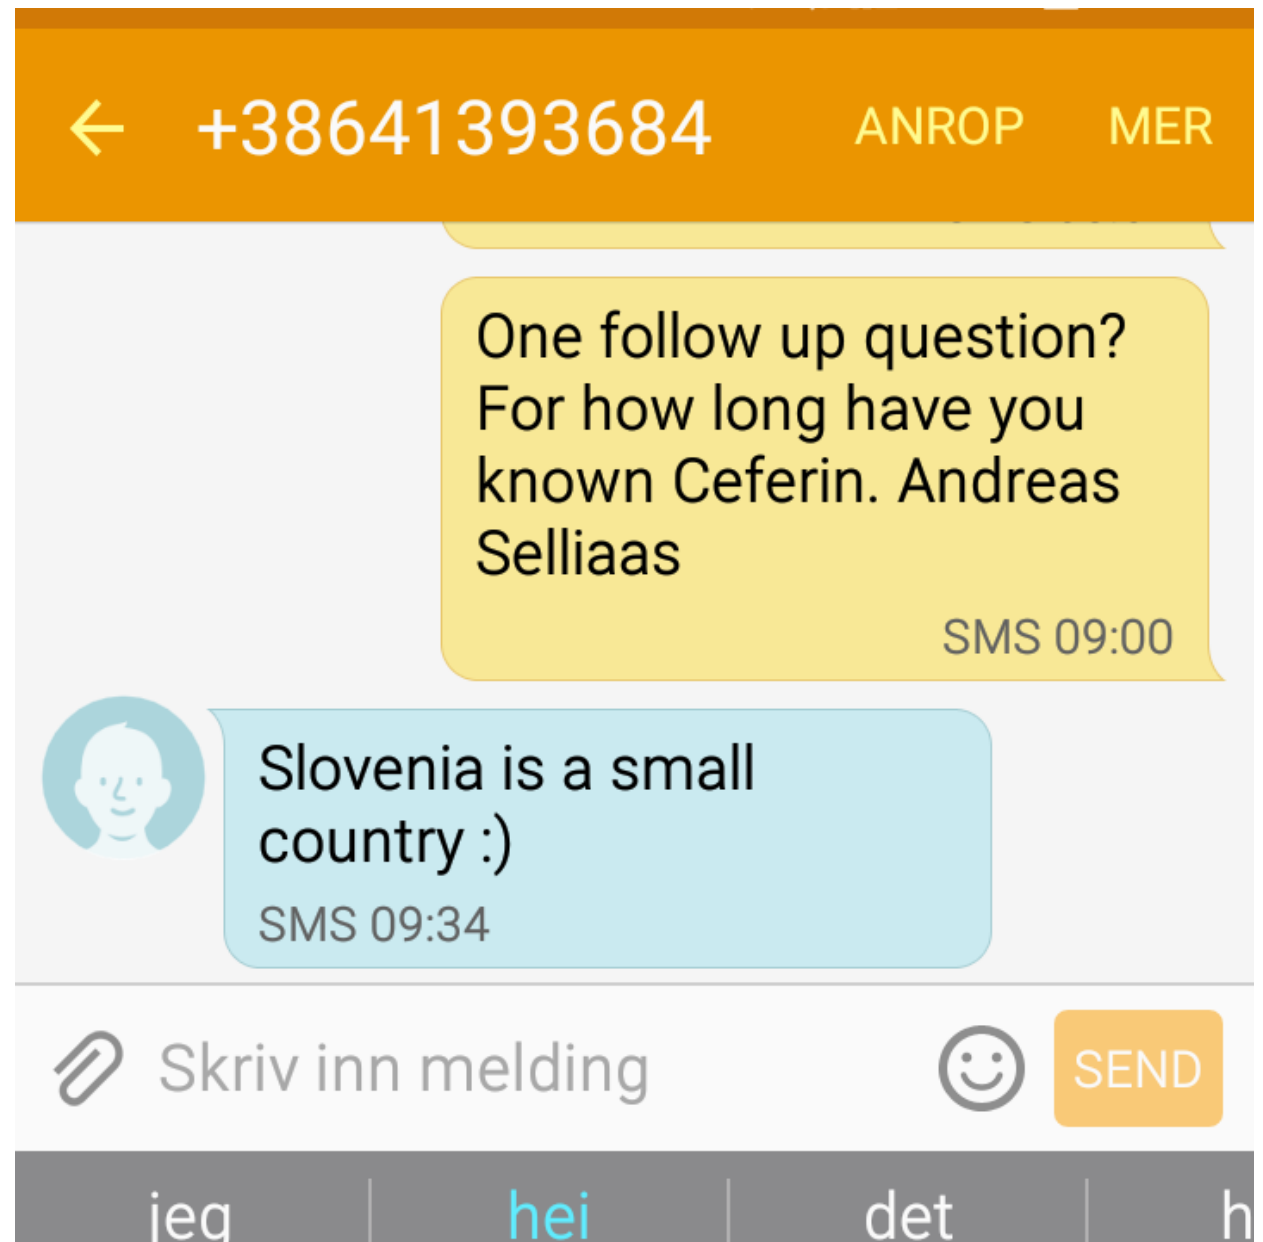 +38641393684 ANROP MER
One follow up question?
For how long have you
known Ceferin. Andreas
Selliaas
SMS 09:00
Slovenia is a small
country :)
SMS 09:34
Skriv inn melding SEND
jeg hei det